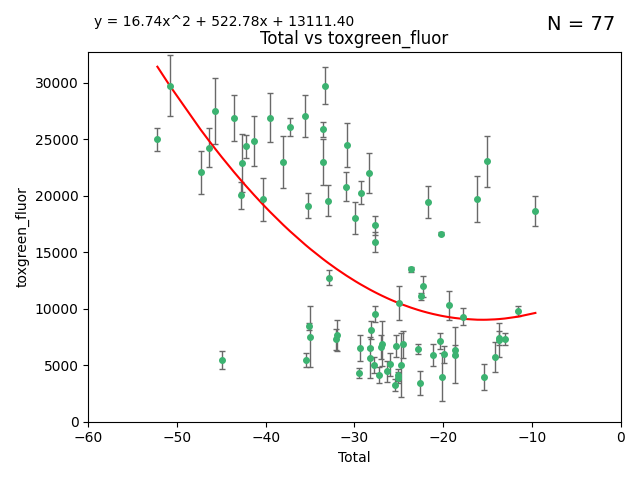 y = 16.74x^2 + 522.78x + 13111.40
N = 77
Total vs toxgreen_fluor
30000
25000
20000
15000
10000
5000
0
toxgreen_fluor
−60 −50 −40 −30 −20 −10 0
Total